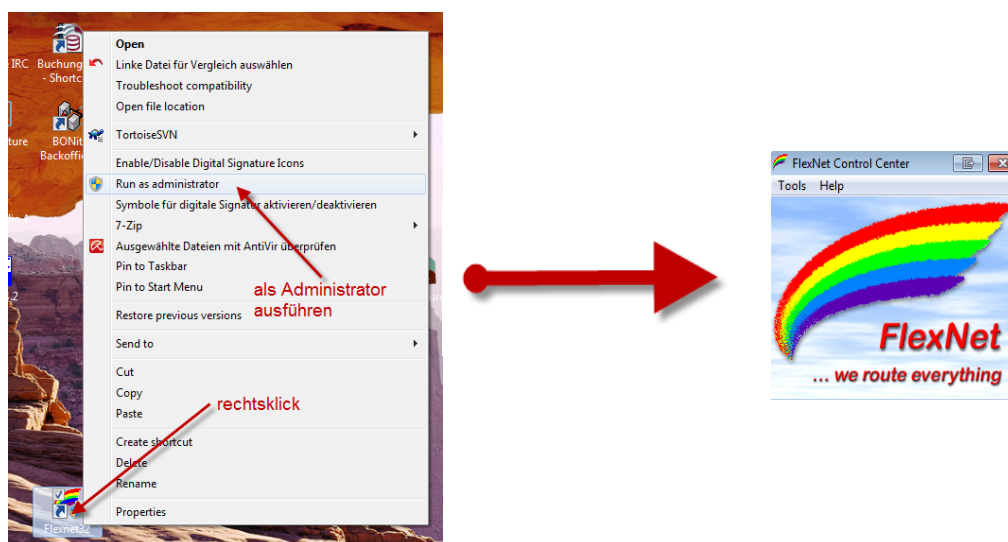 IRC
Buchung
- Shortc
ture
BONit
Backoffi
.2
Flexnet32
Open
Linke Datei für Vergleich auswählen
Troubleshoot compatibility
Open file location
TortoiseSVN
Enable/Disable Digital Signature Icons
Run as administrator
Symbole für digitale Signatur aktivieren/deaktivieren
7-Zip
Ausgewählte Dateien mit AntiVir überprüfen
Pin to Taskbar
Pin to Start Menu
als Administrator
ausführen
Restore previous versions
Send to
Cut
Copy
rechtsklick
Paste
Create shortcut
Delete
Rename
Properties
FlexNet Control Center
Tools Help
FlexNet
... we route everything